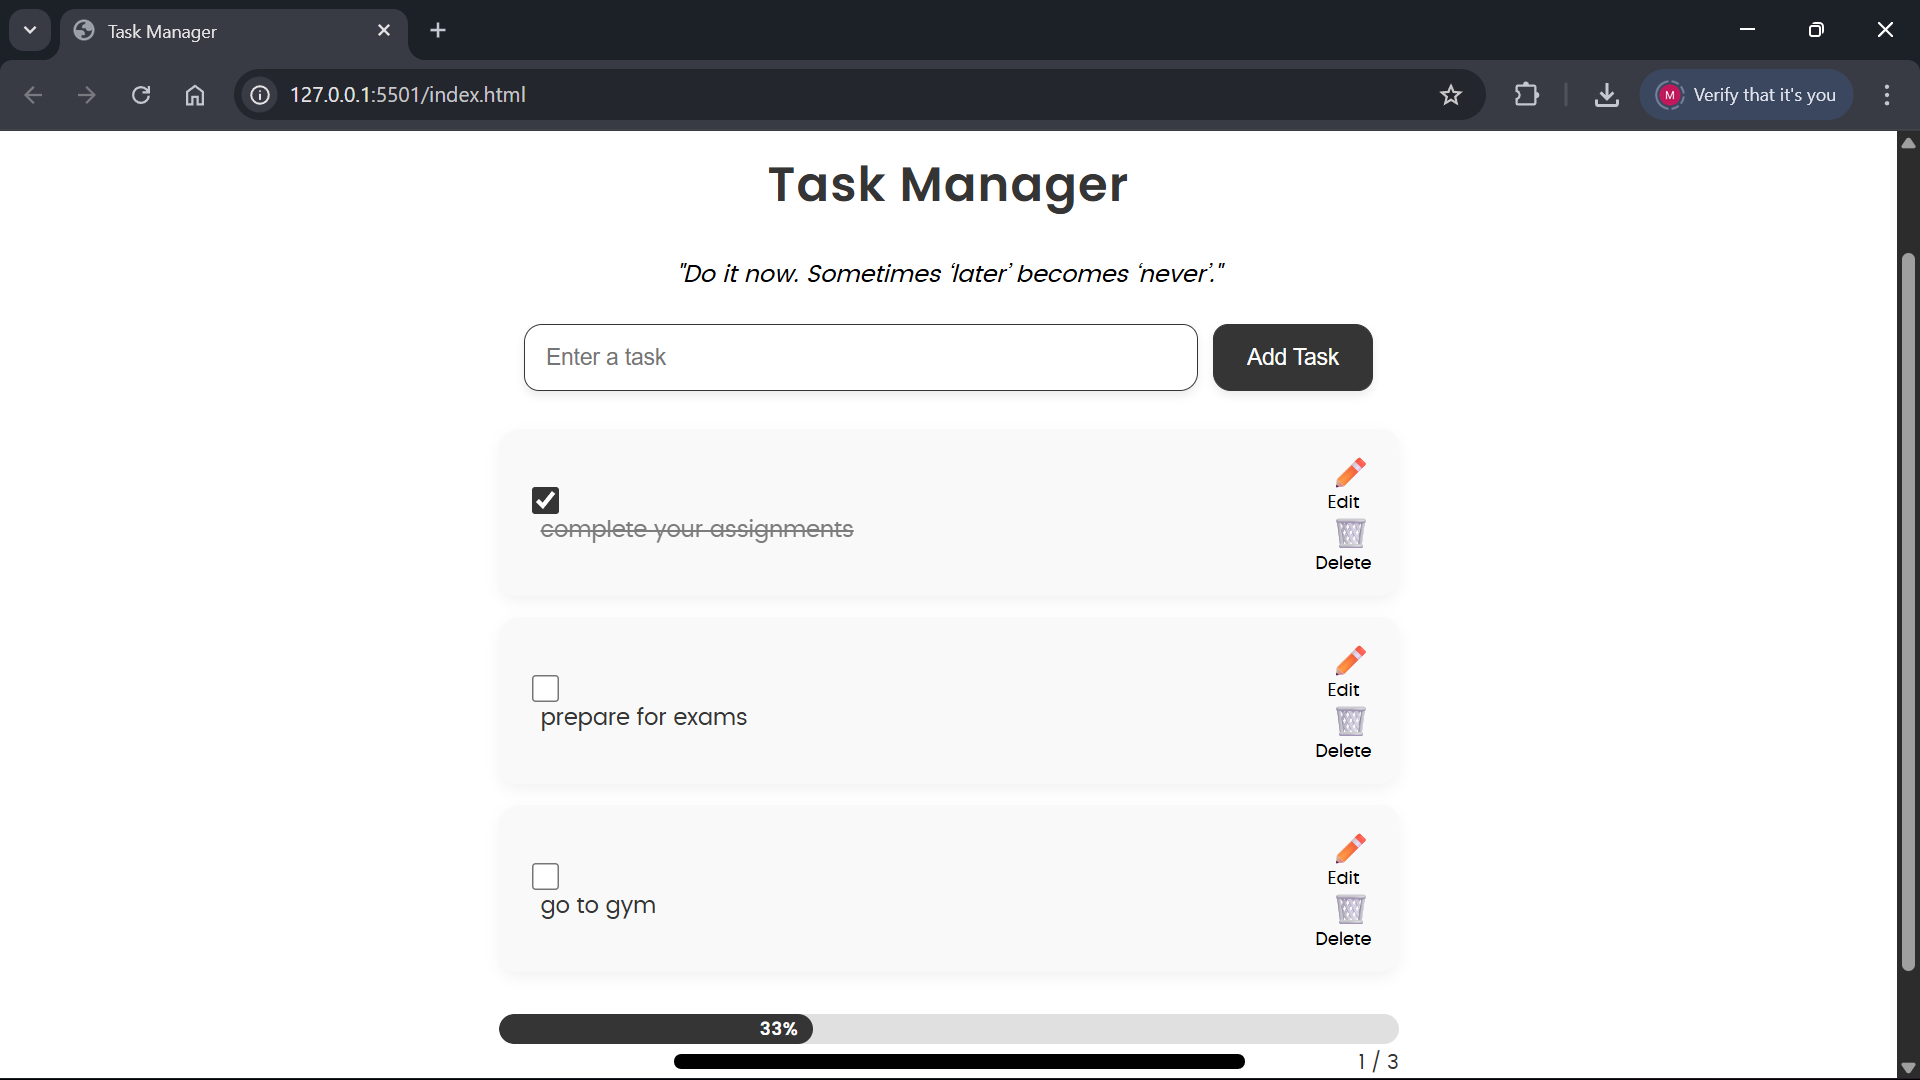 Task Manager
127.0.0.1:5501/index.html
M Verify that it's you
Task Manager
"Do it now. Sometimes ‘later’ becomes ‘never’."
Enter a task
Add Task
Edit
complete your assignments
Delete
Edit
prepare for exams
Delete
Edit
go to gym
Delete
33%
1 / 3